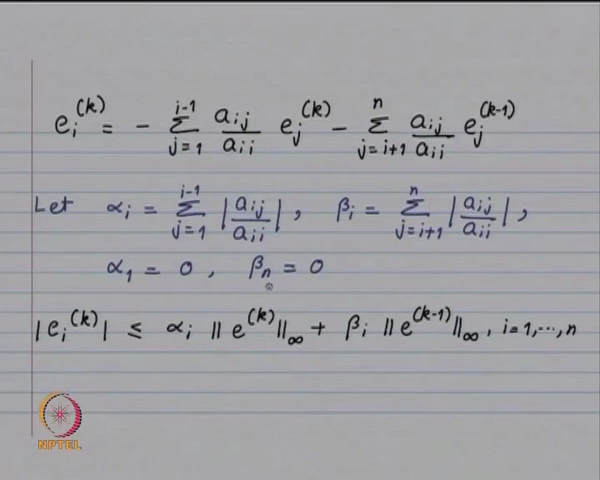 e_i^(k) = - Σ_{j=1}^{i-1} a_ij/a_ii e_j^(k) - Σ_{j=i+1}^{n} a_ij/a_ii e_j^(k-1)
Let α_i = Σ_{j=1}^{i-1} |a_ij/a_ii|, β_i = Σ_{j=i+1}^{n} |a_ij/a_ii|,
α_1 = 0, β_n = 0
|e_i^(k)| ≤ α_i ||e^(k)||_∞ + β_i ||e^(k-1)||_∞, i=1,...,n
NPTEL